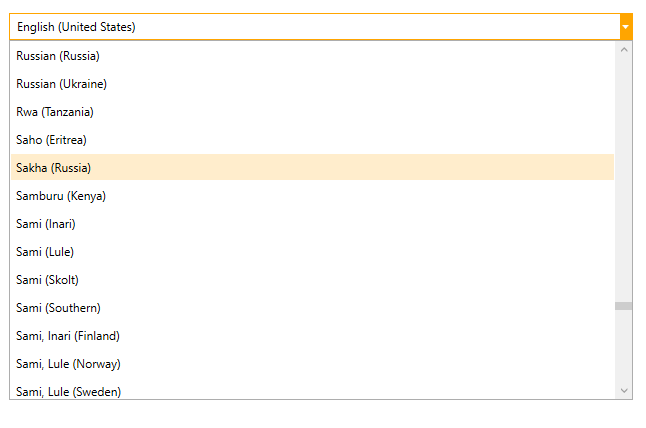 English (United States)
Russian (Russia)
Russian (Ukraine)
Rwa (Tanzania)
Saho (Eritrea)
Sakha (Russia)
Samburu (Kenya)
Sami (Inari)
Sami (Lule)
Sami (Skolt)
Sami (Southern)
Sami, Inari (Finland)
Sami, Lule (Norway)
Sami, Lule (Sweden)